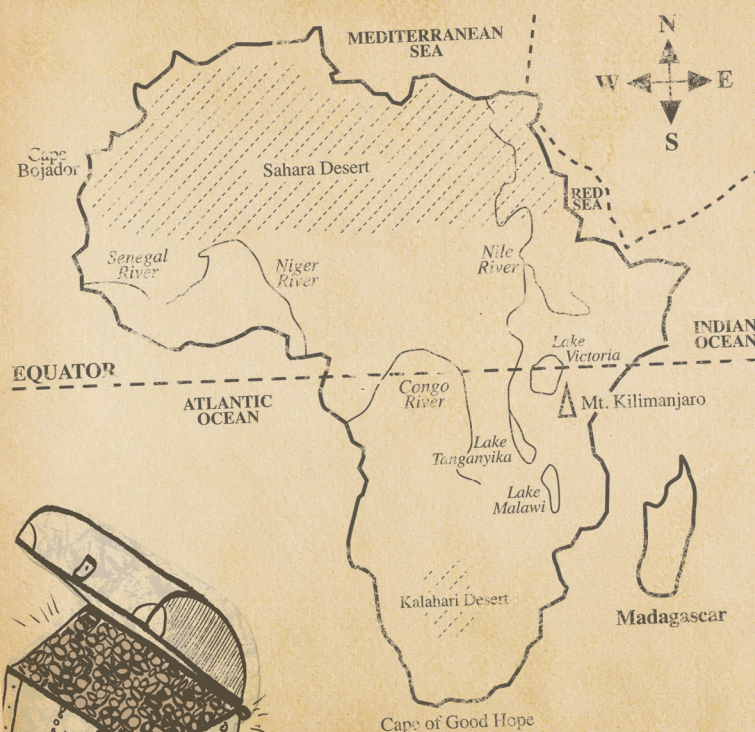 N
MEDITERRANEAN
SEA
W
E
S
Cape
Bojador
Sahara Desert
RED
SEA
Senegal
River
Niger
River
Nile
River
INDIAN
OCEAN
Lake
Victoria
EQUATOR
Congo
River
ATLANTIC
OCEAN
Mt. Kilimanjaro
Lake
Tanganyika
Lake
Malawi
Kalahari Desert
Madagascar
Cape of Good Hope